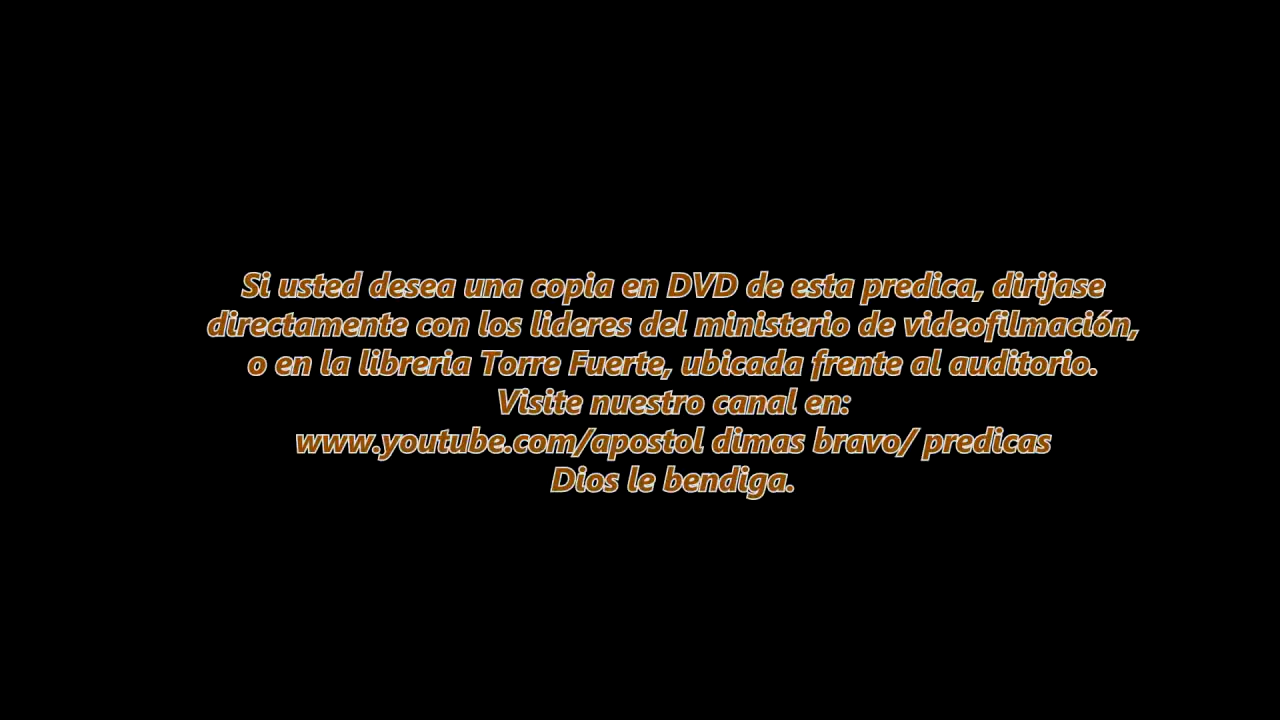 Si usted desea una copia en DVD de esta predica, dirijase
directamente con los lideres del ministerio de videofilmación,
o en la libreria Torre Fuerte, ubicada frente al auditorio.
Visite nuestro canal en:
www.youtube.com/apostol dimas bravo/ predicas
Dios le bendiga.